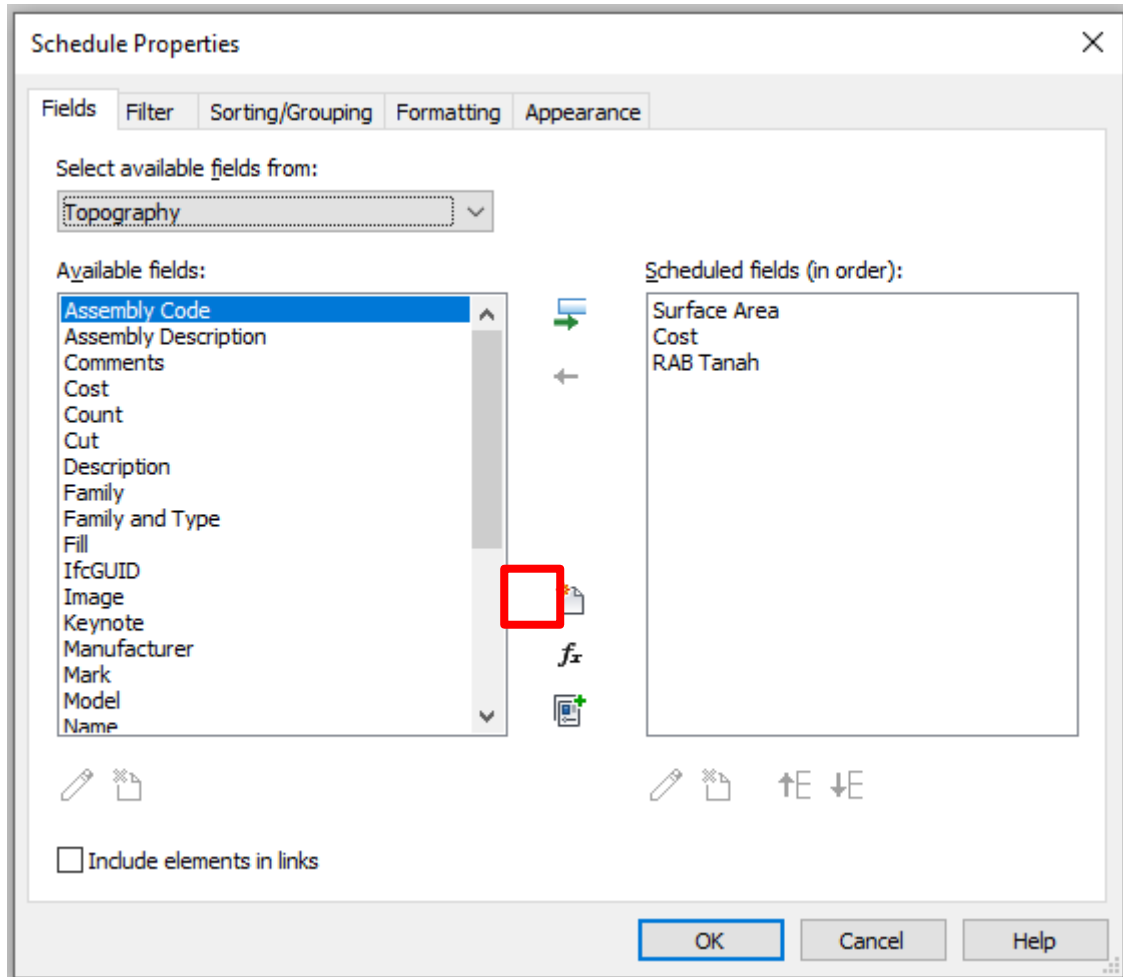 Schedule Properties
Fields
Filter
Sorting/Grouping
Formatting
Appearance
Select available fields from:
Topography
Available fields:
Assembly Code
Assembly Description
Comments
Cost
Count
Cut
Description
Family
Family and Type
Fill
IfcGUID
Image
Keynote
Manufacturer
Mark
Model
Name
fx
Scheduled fields (in order):
Surface Area
Cost
RAB Tanah
Include elements in links
OK
Cancel
Help